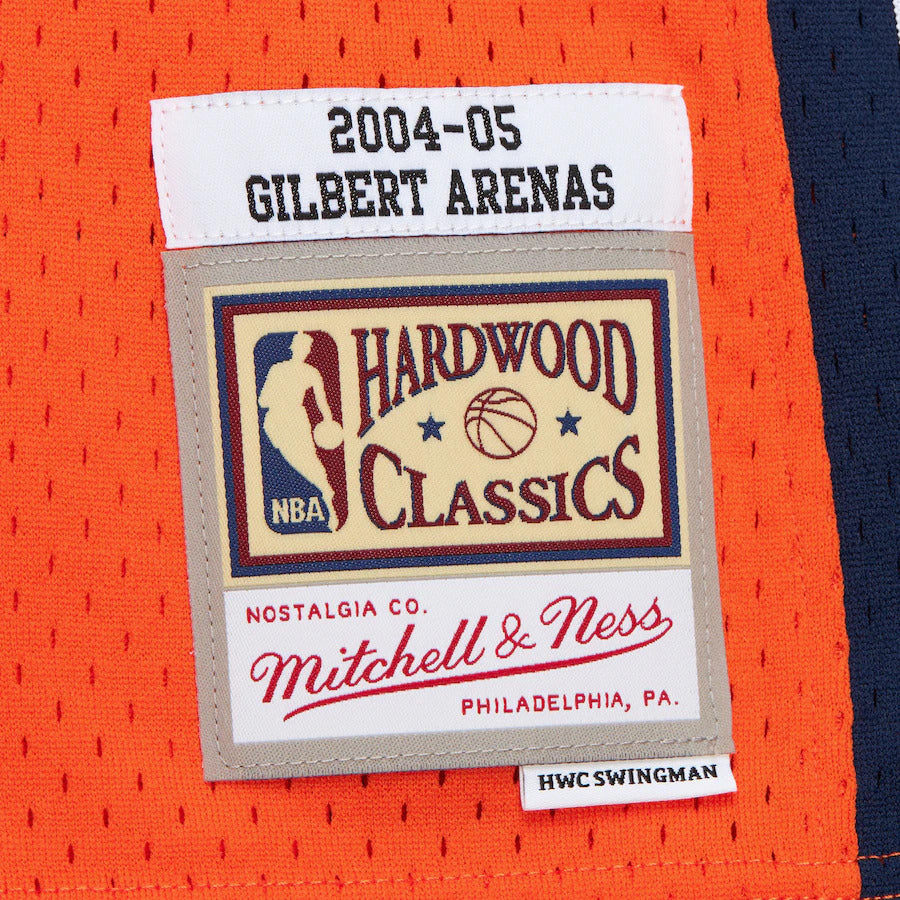 2004-05
GILBERT ARENAS
HARDWOOD
CLASSICS
NBA
NOSTALGIA CO.
Mitchell & Ness
PHILADELPHIA, PA.
HWC SWINGMAN